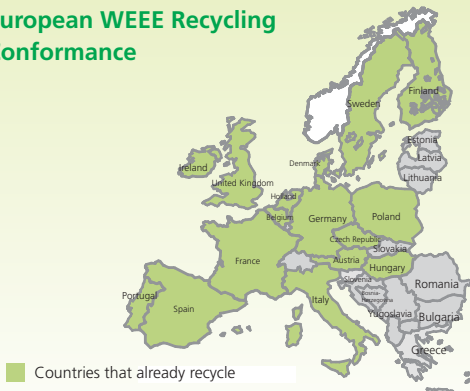 uropean WEEE Recycling
onformance
Finland
Sweden
Estonia
Latvia
Lithuania
Denmark
Ireland
United Kingdom
Holland
Belgium
Germany
Poland
Czech Republic
Slovakia
France
Austria
Hungary
Slovenia
Romania
Bosnia-
Herzegovina
Portugal
Spain
Italy
Yugoslavia
Bulgaria
Greece
Countries that already recycle